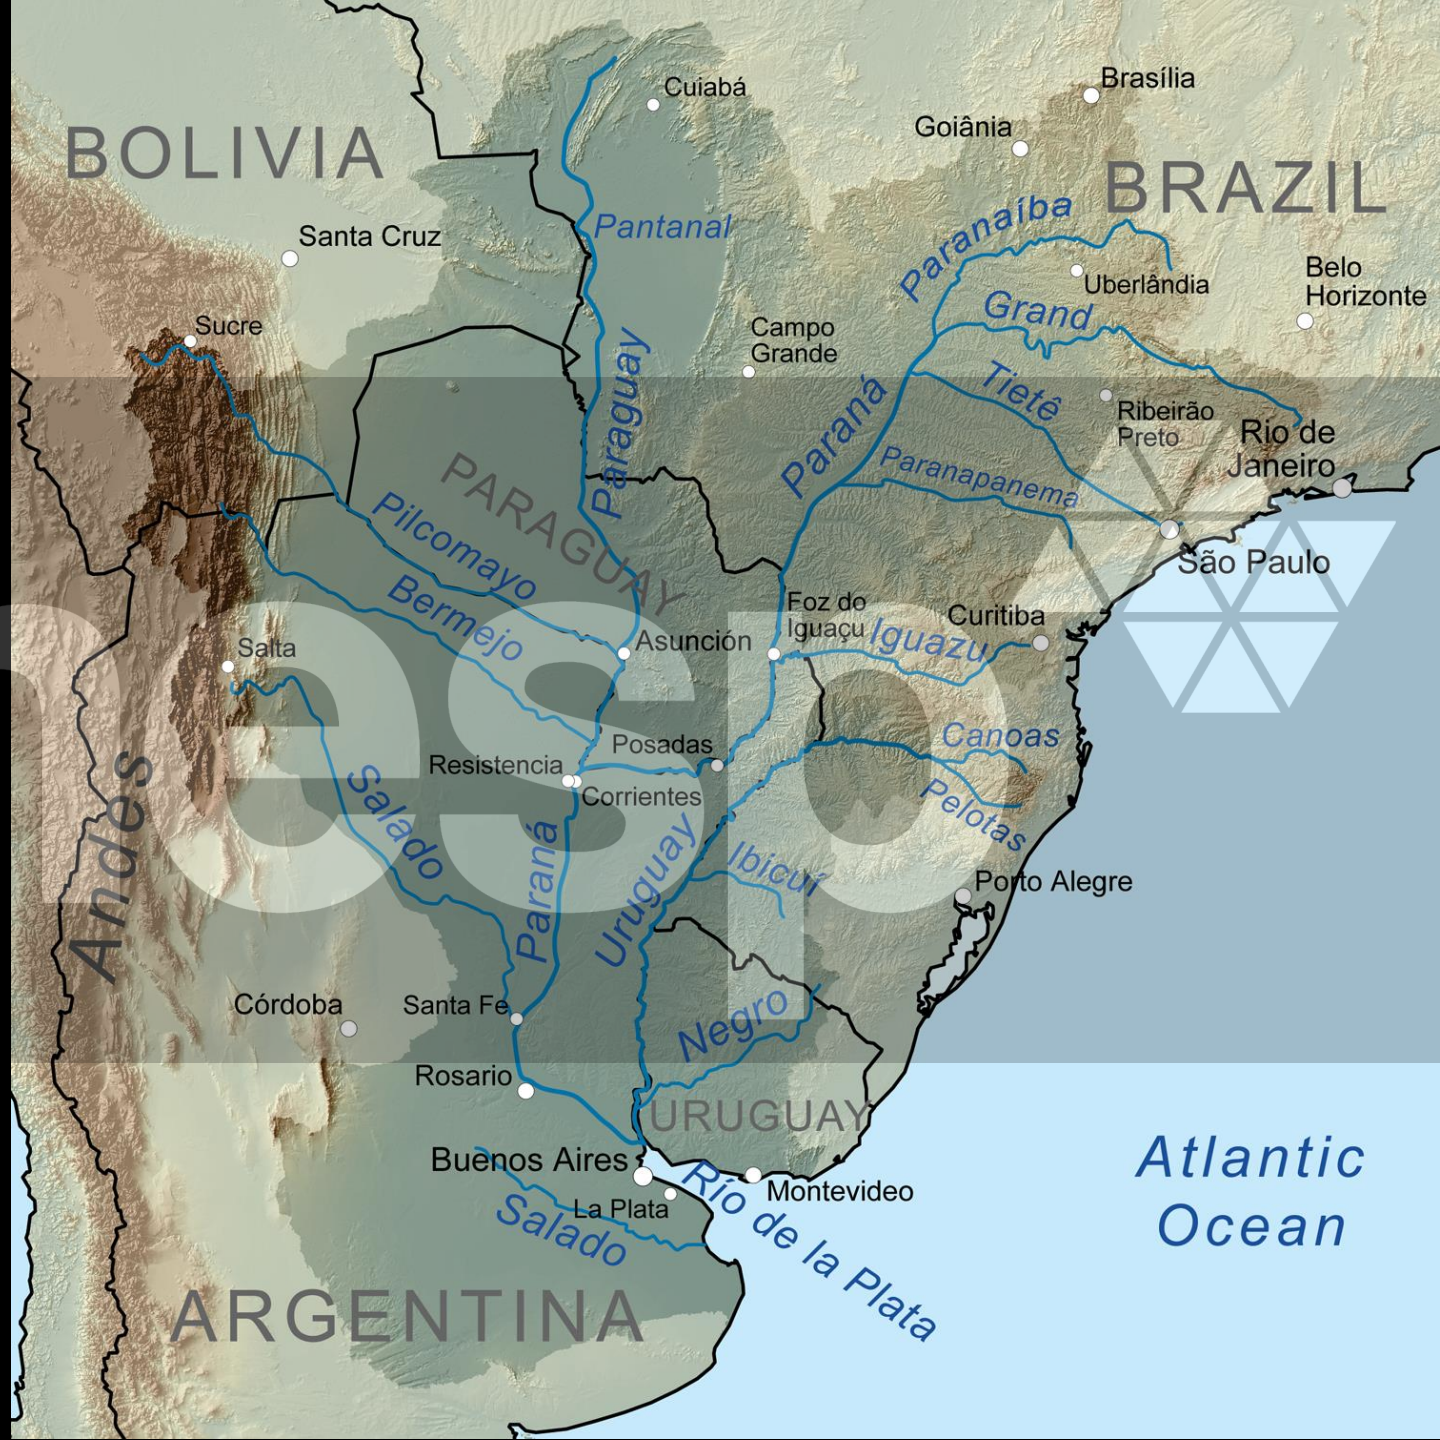 Cuiabá
Brasília
Goiânia
BOLIVIA
BRAZIL
Paranaíba
Pantanal
Santa Cruz
Uberlândia
Belo
Horizonte
Grand
Sucre
Campo
Grande
Paraguay
Tietê
Paraná
Ribeirão
Preto
Rio de
Janeiro
PARAGUAY
Paranapanema
Pilcomayo
São Paulo
Bermejo
Foz do
Iguaçu
Curitiba
Iguazu
Asunción
Salta
nesp
Posadas
Canoas
Resistencia
Corrientes
Andes
Salado
Pelotas
Paraná
Uruguay
Ibicuí
Porto Alegre
Córdoba
Santa Fe
Negro
Rosario
URUGUAY
Buenos Aires
Atlantic
Ocean
Montevideo
La Plata
Río de la Plata
Salado
ARGENTINA